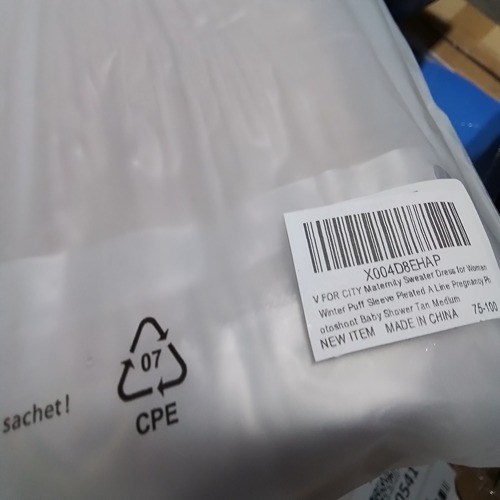 X004D8EHAP
V FOR CITY Maternity Sweater Dress for Women
Winter Puff Sleeve Pleated A Line Pregnancy Ph
otoshoot Baby Shower Tan Medium
NEW ITEM MADE IN CHINA 75-100
07
CPE
sachet!